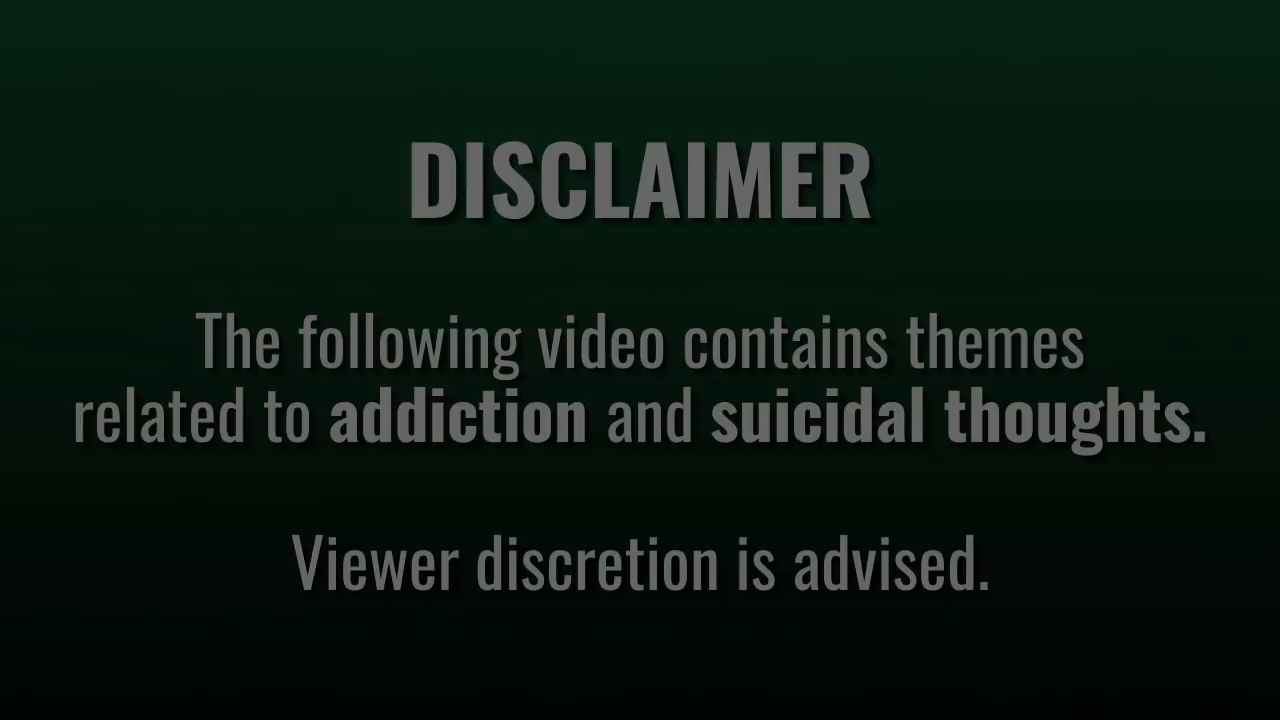 DISCLAIMER
The following video contains themes
related to addiction and suicidal thoughts.
Viewer discretion is advised.